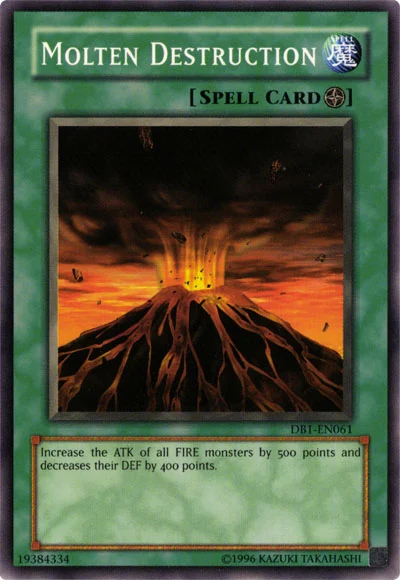 MOLTEN DESTRUCTION
魔
[SPELL CARD]
DB1-EN061
Increase the ATK of all FIRE monsters by 500 points and
decreases their DEF by 400 points.
19384334 ©1996 KAZUKI TAKAHASHI